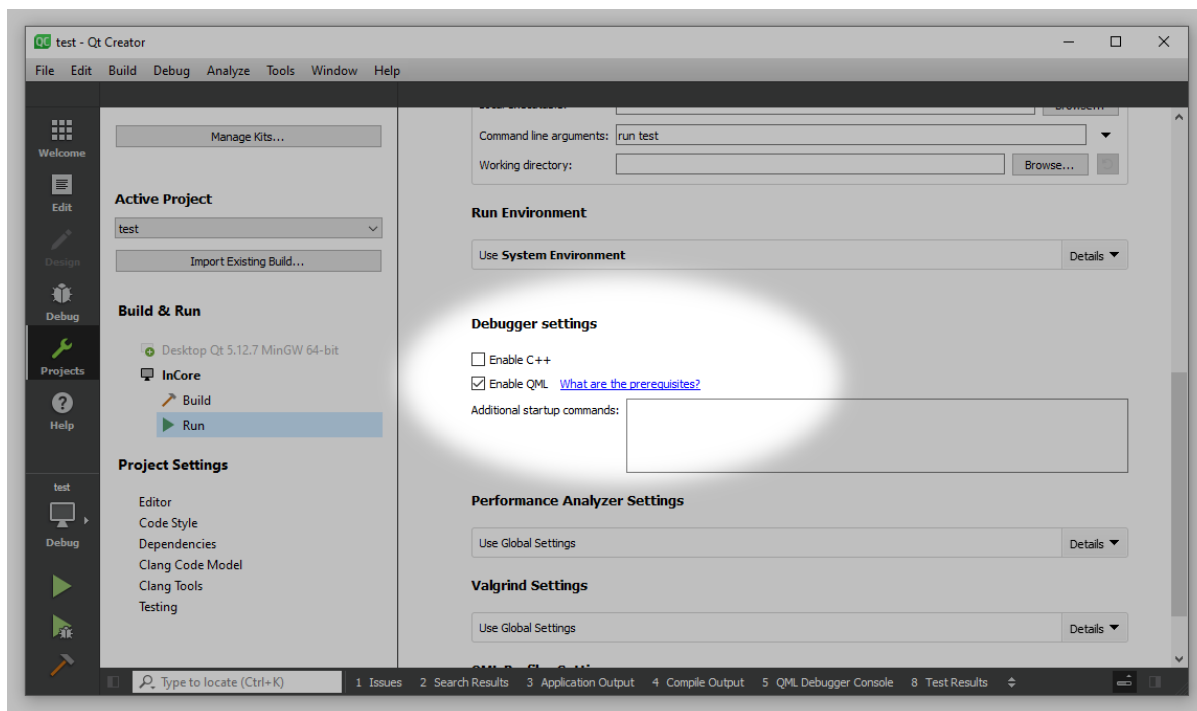 QC test - Qt Creator
File Edit Build Debug Analyze Tools Window Help
Welcome
Edit
Design
Debug
Projects
Help
test
Debug
Manage Kits...
Active Project
test
Import Existing Build...
Build & Run
Desktop Qt 5.12.7 MinGW 64-bit
InCore
Build
Run
Project Settings
Editor
Code Style
Dependencies
Clang Code Model
Clang Tools
Testing
Command line arguments: run test
Working directory: Browse...
Run Environment
Use System Environment Details
Debugger settings
Enable C++
Enable QML What are the prerequisites?
Additional startup commands:
Performance Analyzer Settings
Use Global Settings Details
Valgrind Settings
Use Global Settings Details
Type to locate (Ctrl+K) 1 Issues 2 Search Results 3 Application Output 4 Compile Output 5 QML Debugger Console 8 Test Results